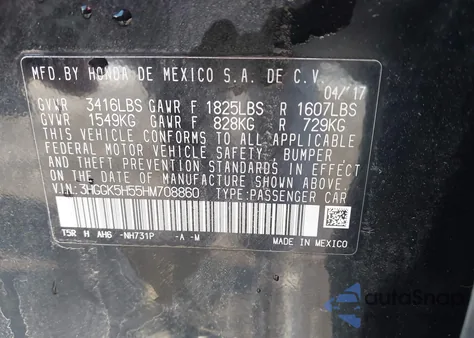 MFD.BY HONDA DE MEXICO S.A. DE C.V.
04/'17
GVWR 3416LBS GAWR F 1825LBS R 1607LBS
GVWR 1549KG GAWR F 828KG R 729KG
THIS VEHICLE CONFORMS TO ALL APPLICABLE
FEDERAL MOTOR VEHICLE SAFETY, BUMPER,
AND THEFT PREVENTION STANDARDS IN EFFECT
ON THE DATE OF MANUFACTURE SHOWN ABOVE.
V.I.N.: 3HGGK5H55HM708860 TYPE:PASSENGER CAR
T5R H AH6 -NH731P -A -M
MADE IN MEXICO
autoSnap